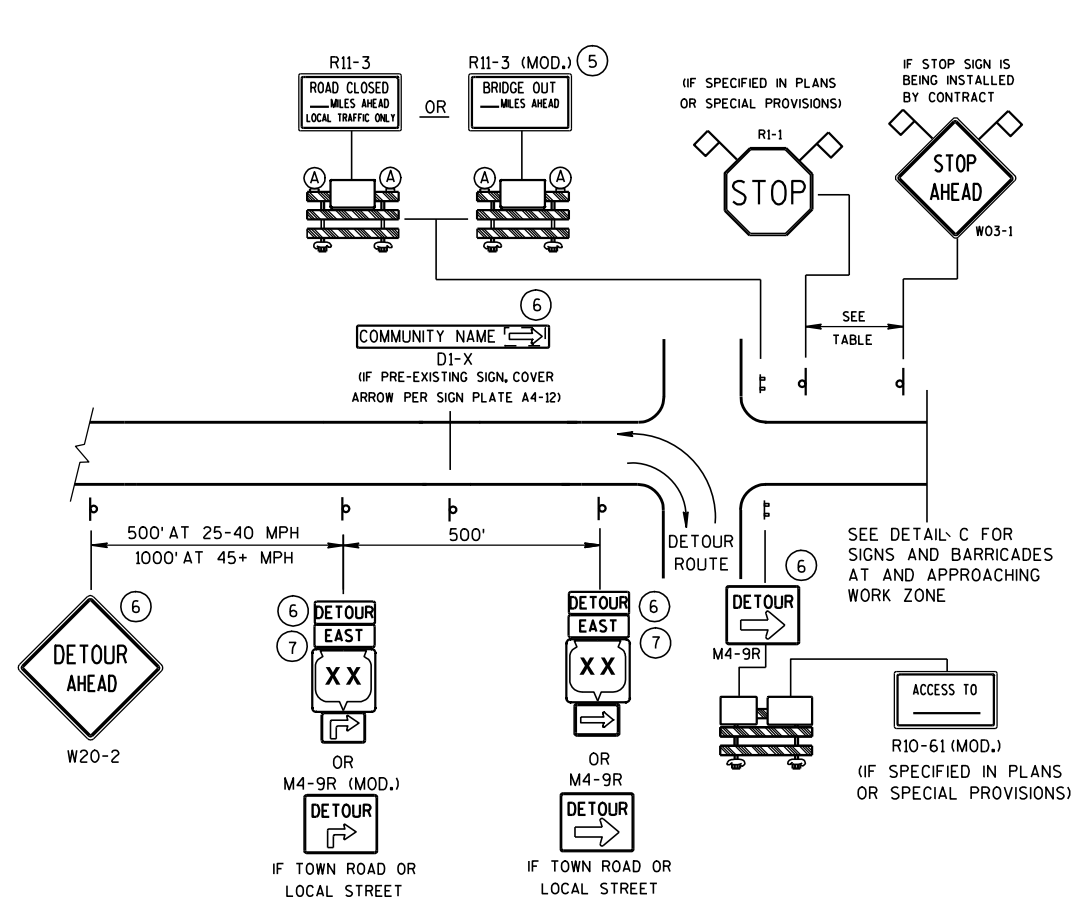 R11-3
ROAD CLOSED
MILES AHEAD
LOCAL TRAFFIC ONLY
OR
R11-3 (MOD.)
5
BRIDGE OUT
MILES AHEAD
A
A
A
A
(IF SPECIFIED IN PLANS
OR SPECIAL PROVISIONS)
R1-1
STOP
IF STOP SIGN IS
BEING INSTALLED
BY CONTRACT
STOP
AHEAD
W03-1
SEE
TABLE
6
COMMUNITY NAME
D1-X
(IF PRE-EXISTING SIGN, COVER
ARROW PER SIGN PLATE A4-12)
500' AT 25-40 MPH
1000' AT 45+ MPH
500'
DETOUR
ROUTE
SEE DETAIL C FOR
SIGNS AND BARRICADES
AT AND APPROACHING
WORK ZONE
6
DETOUR
AHEAD
W20-2
6
DETOUR
7
EAST
XX
OR
M4-9R (MOD.)
DETOUR
IF TOWN ROAD OR
LOCAL STREET
DETOUR
6
EAST
7
XX
OR
M4-9R
DETOUR
IF TOWN ROAD OR
LOCAL STREET
6
DETOUR
M4-9R
ACCESS TO
R10-61 (MOD.)
(IF SPECIFIED IN PLANS
OR SPECIAL PROVISIONS)